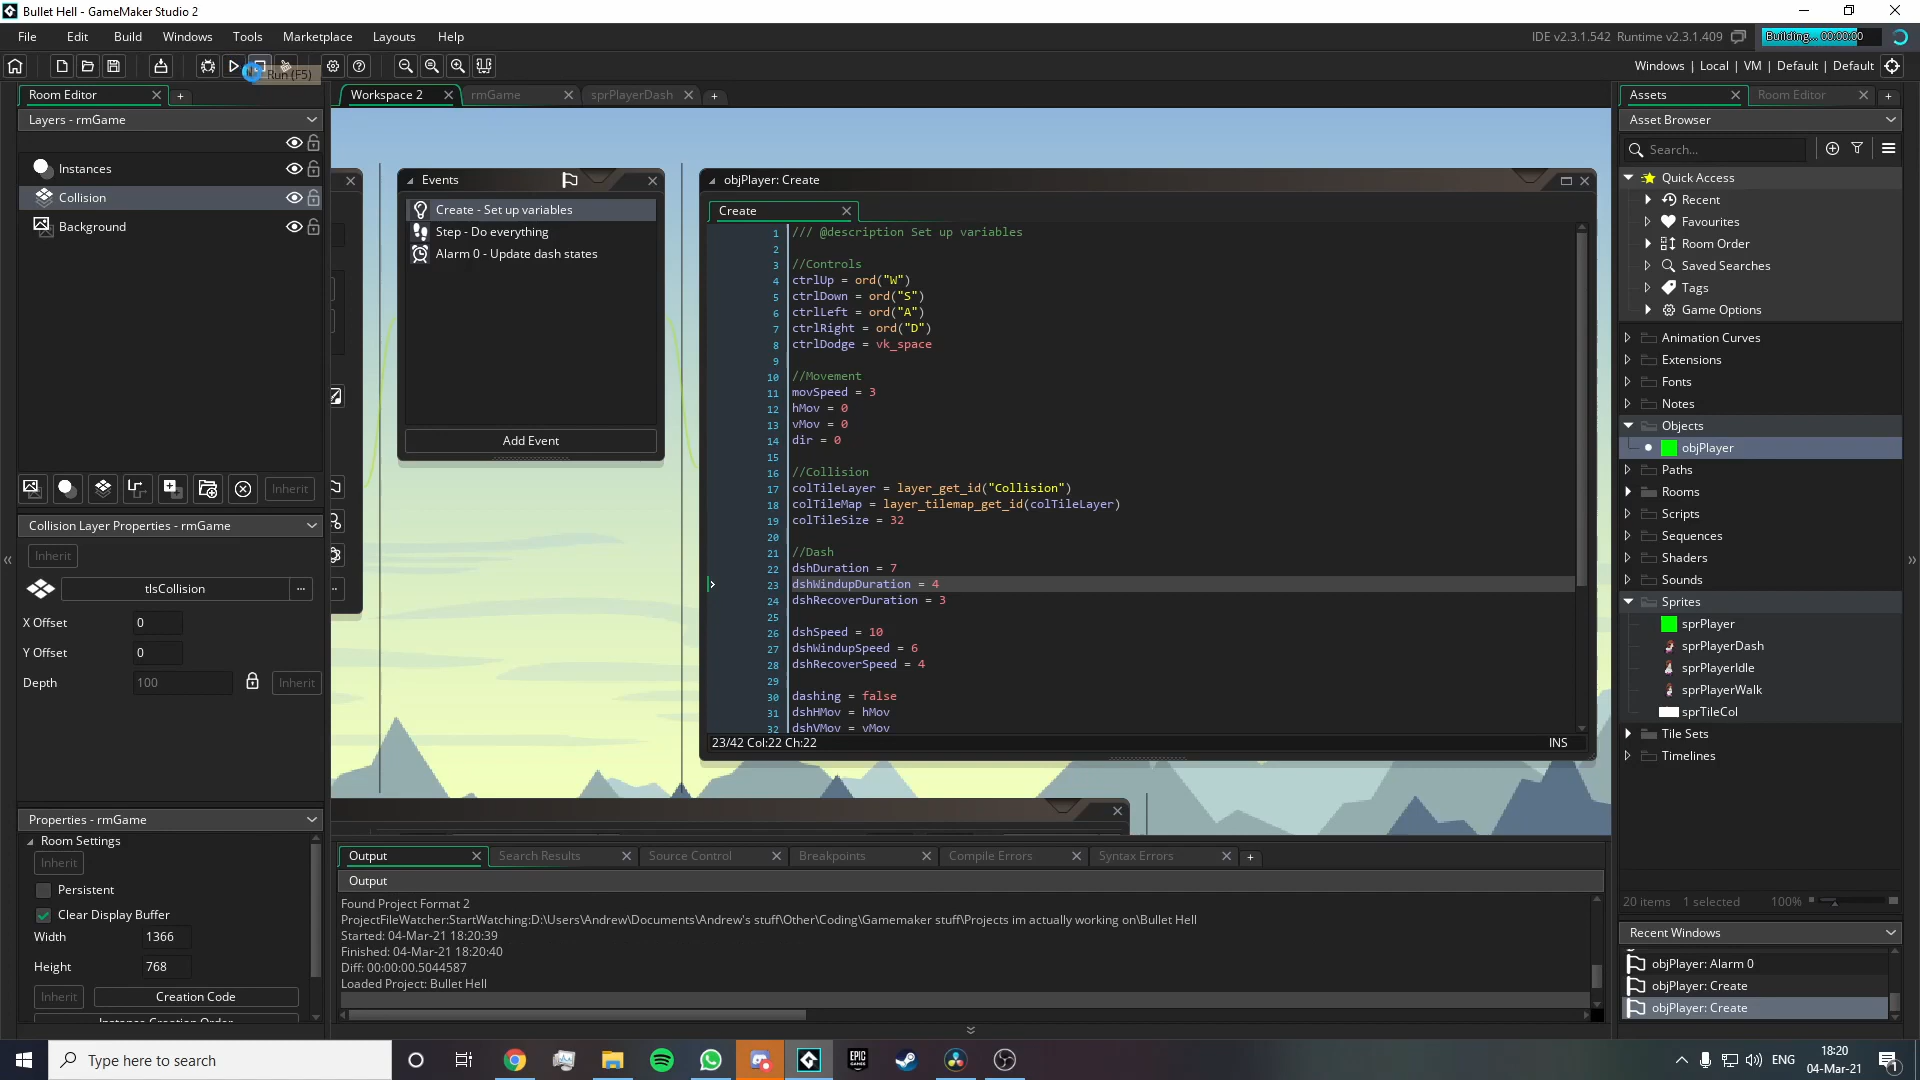 Bullet Hell - GameMaker Studio 2
File Edit Build Windows Tools Marketplace Layouts Help
IDE v2.3.1.542 Runtime v2.3.1.409
Building... 00:00:00
Run (F5)
Windows | Local | VM | Default | Default
Room Editor
Layers - rmGame
Instances
Collision
Background
Inherit
Collision Layer Properties - rmGame
Inherit
tlsCollision
...
X Offset 0
Y Offset 0
Depth 100 Inherit
Properties - rmGame
Room Settings
Inherit
Persistent
Clear Display Buffer
Width 1366
Height 768
Inherit Creation Code
Instance Creation Order
Workspace 2 rmGame sprPlayerDash
Events
Create - Set up variables
Step - Do everything
Alarm 0 - Update dash states
Add Event
objPlayer: Create
Create
1 /// @description Set up variables
2
3 //Controls
4 ctrlUp = ord("W")
5 ctrlDown = ord("S")
6 ctrlLeft = ord("A")
7 ctrlRight = ord("D")
8 ctrlDodge = vk_space
9
10 //Movement
11 movSpeed = 3
12 hMov = 0
13 vMov = 0
14 dir = 0
15
16 //Collision
17 colTileLayer = layer_get_id("Collision")
18 colTileMap = layer_tilemap_get_id(colTileLayer)
19 colTileSize = 32
20
21 //Dash
22 dshDuration = 7
23 dshWindupDuration = 4
24 dshRecoverDuration = 3
25
26 dshSpeed = 10
27 dshWindupSpeed = 6
28 dshRecoverSpeed = 4
29
30 dashing = false
31 dshHMov = hMov
32 dshVMov = vMov
23/42 Col:22 Ch:22 INS
Output Search Results Source Control Breakpoints Compile Errors Syntax Errors
Output
Found Project Format 2
ProjectFileWatcher:StartWatching:D:\Users\Andrew\Documents\Andrew's stuff\Other\Coding\Gamemaker stuff\Projects im actually working on\Bullet Hell
Started: 04-Mar-21 18:20:39
Finished: 04-Mar-21 18:20:40
Diff: 00:00:00.5044587
Loaded Project: Bullet Hell
Assets Room Editor
Asset Browser
Search...
Quick Access
Recent
Favourites
Room Order
Saved Searches
Tags
Game Options
Animation Curves
Extensions
Fonts
Notes
Objects
objPlayer
Paths
Rooms
Scripts
Sequences
Shaders
Sounds
Sprites
sprPlayer
sprPlayerDash
sprPlayerIdle
sprPlayerWalk
sprTileCol
Tile Sets
Timelines
20 items 1 selected 100%
Recent Windows
objPlayer: Alarm 0
objPlayer: Create
objPlayer: Create
Type here to search
EPIC GAMES
ENG
18:20
04-Mar-21
1